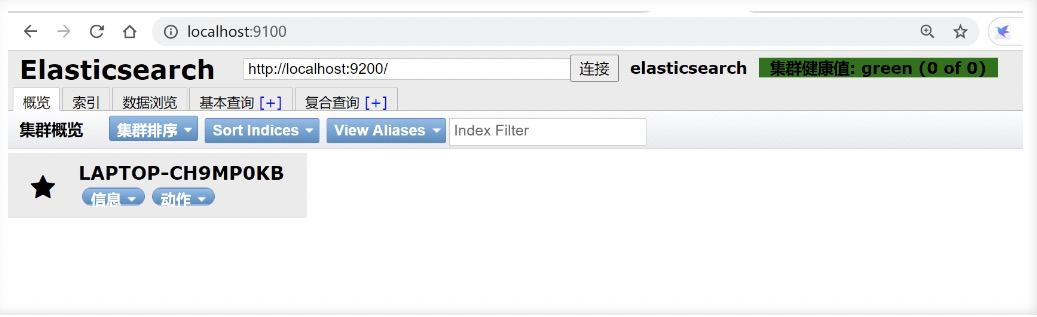 localhost:9100
Elasticsearch http://localhost:9200/ 连接 elasticsearch 集群健康值: green (0 of 0)
概览 索引 数据浏览 基本查询 [+] 复合查询 [+]
集群概览 集群排序 Sort Indices View Aliases Index Filter
LAPTOP-CH9MP0KB
信息 动作